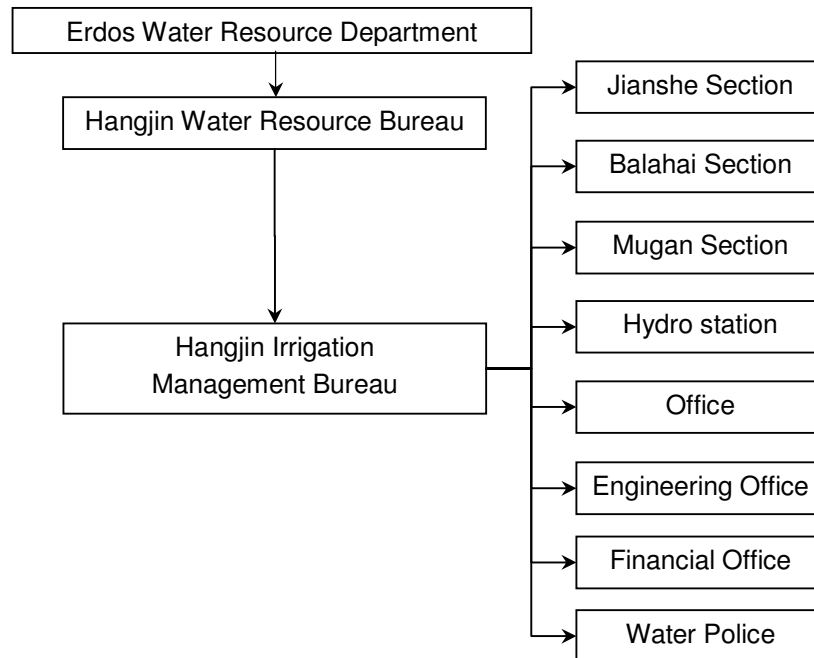 Erdos Water Resource Department
Hangjin Water Resource Bureau
Hangjin Irrigation
Management Bureau
Jianshe Section
Balahai Section
Mugan Section
Hydro station
Office
Engineering Office
Financial Office
Water Police